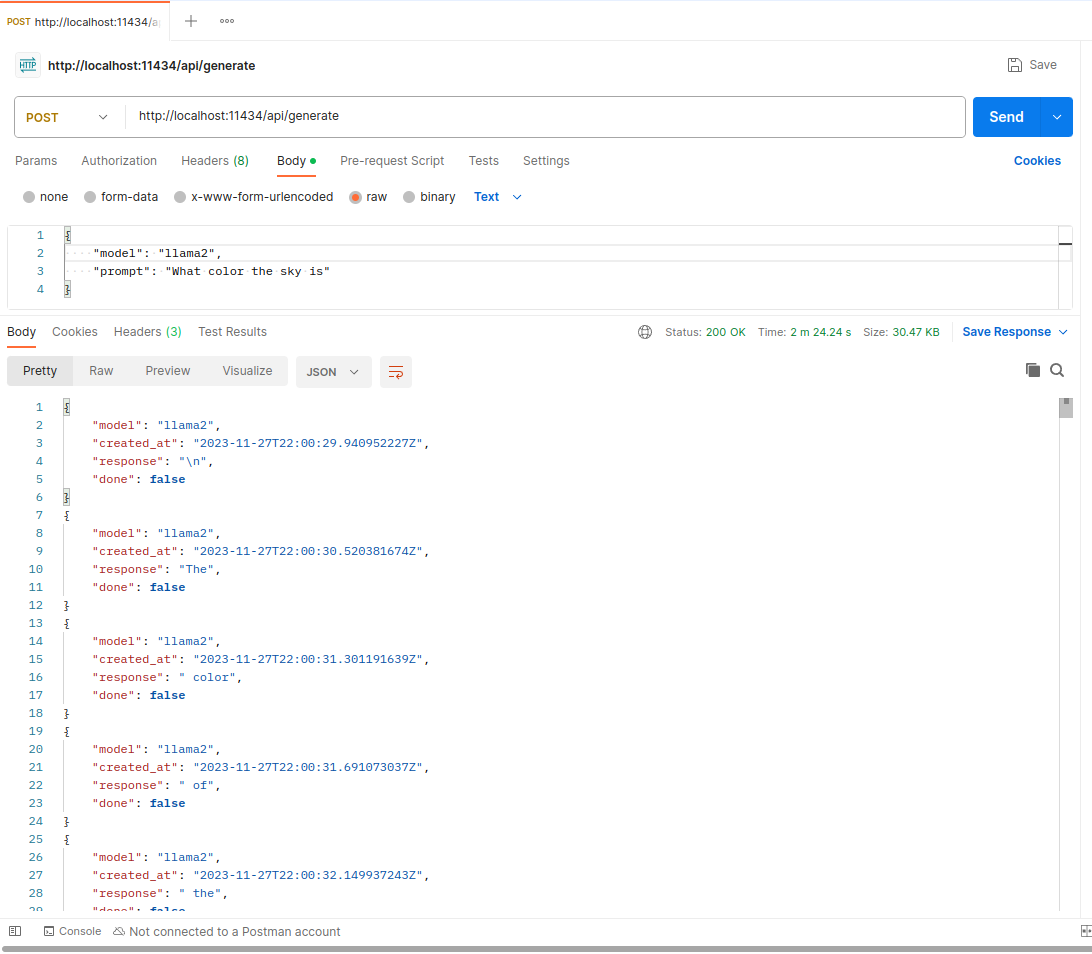 POST http://localhost:11434/a
http://localhost:11434/api/generate
Save
POST http://localhost:11434/api/generate Send
Params Authorization Headers (8) Body Pre-request Script Tests Settings Cookies
none form-data x-www-form-urlencoded raw binary Text
1 {
2 "model": "llama2",
3 "prompt": "What color the sky is"
4 }
Body Cookies Headers (3) Test Results Status: 200 OK Time: 2 m 24.24 s Size: 30.47 KB Save Response
Pretty Raw Preview Visualize JSON
1 {
2 "model": "llama2",
3 "created_at": "2023-11-27T22:00:29.940952227Z",
4 "response": "\n",
5 "done": false
6 }
7 {
8 "model": "llama2",
9 "created_at": "2023-11-27T22:00:30.520381674Z",
10 "response": "The",
11 "done": false
12 }
13 {
14 "model": "llama2",
15 "created_at": "2023-11-27T22:00:31.301191639Z",
16 "response": " color",
17 "done": false
18 }
19 {
20 "model": "llama2",
21 "created_at": "2023-11-27T22:00:31.691073037Z",
22 "response": " of",
23 "done": false
24 }
25 {
26 "model": "llama2",
27 "created_at": "2023-11-27T22:00:32.149937243Z",
28 "response": " the",
29 "done": false
Console Not connected to a Postman account